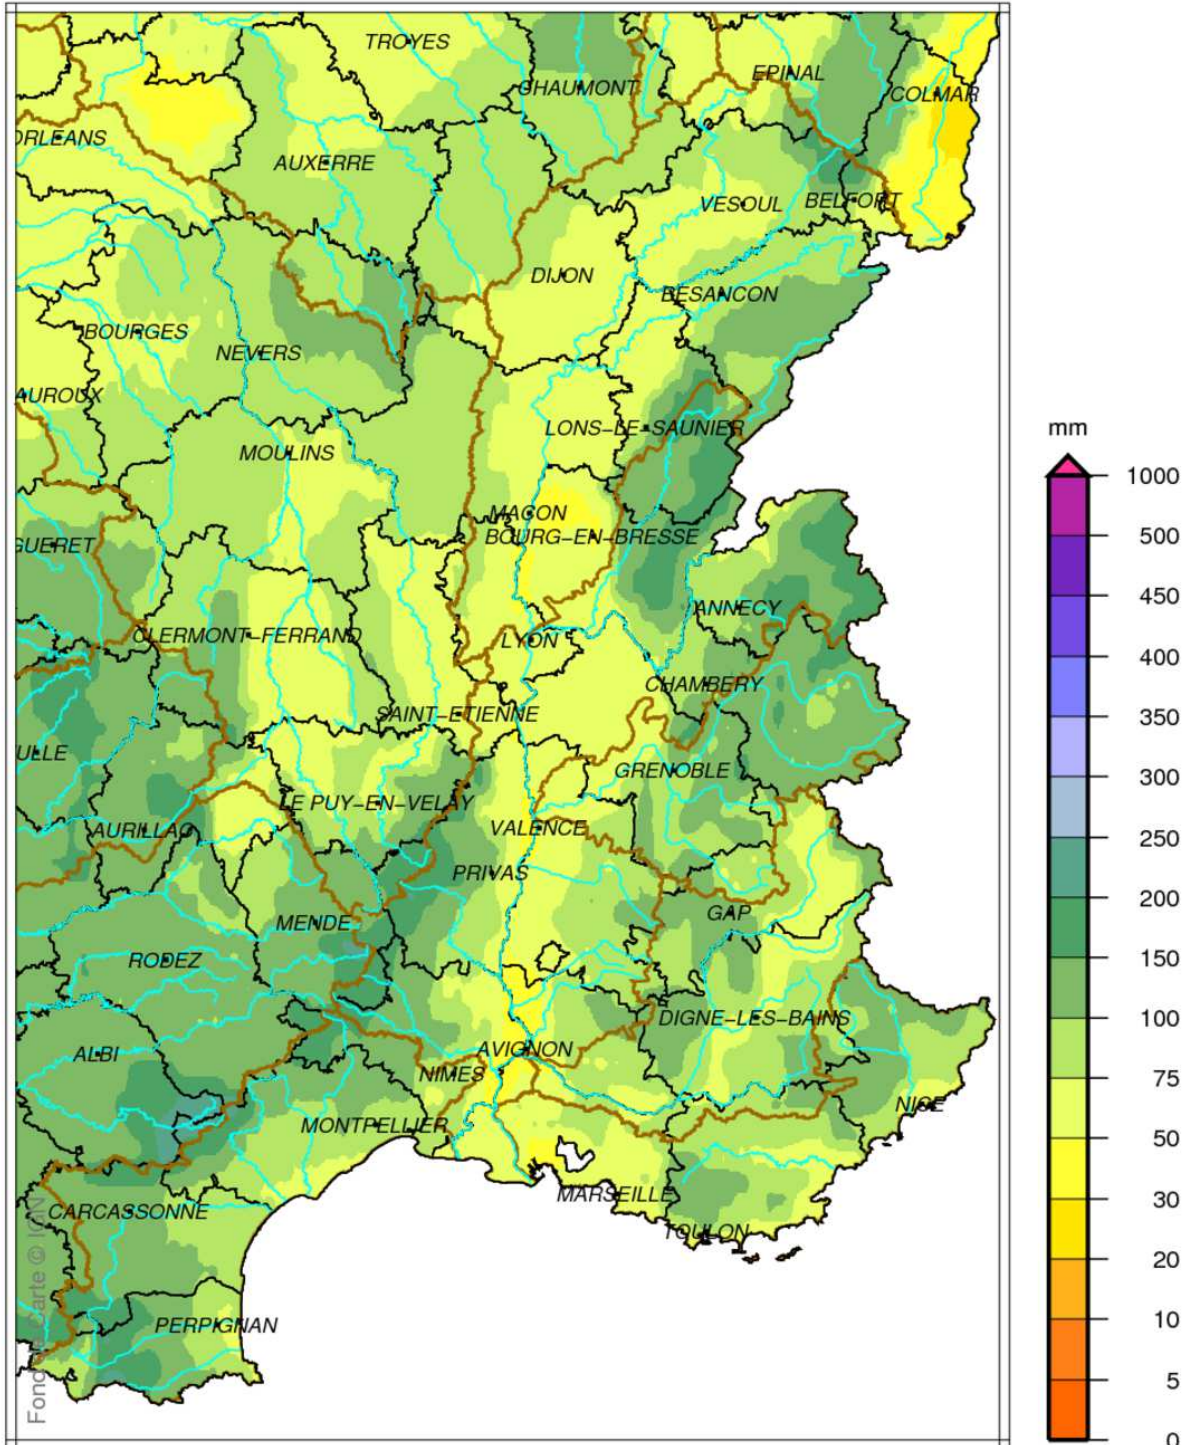 TROYES
EPINAL
CHAUMONT
COLMAR
ORLEANS
AUXERRE
VESOUL
BELFORT
DIJON
BESANCON
BOURGES
NEVERS
AUROUX
LONS-LE-SAUNIER
mm
MOULINS
1000
MACON
500
BOURG-EN-BRESSE
GUERET
450
ANNECY
CLERMONT-FERRAND
LYON
400
CHAMBERY
SAINT-ETIENNE
350
ULLE
GRENOBLE
300
LE PUY-EN-VELAY
VALENCE
AURILLAC
250
PRIVAS
200
GAP
MENDE
150
RODEZ
DIGNE-LES-BAINS
100
AVIGNON
ALBI
NIMES
75
NICE
MONTPELLIER
50
MARSEILLE
30
CARCASSONNE
TOULON
20
10
PERPIGNAN
5
0
Fond de Carte © IGN